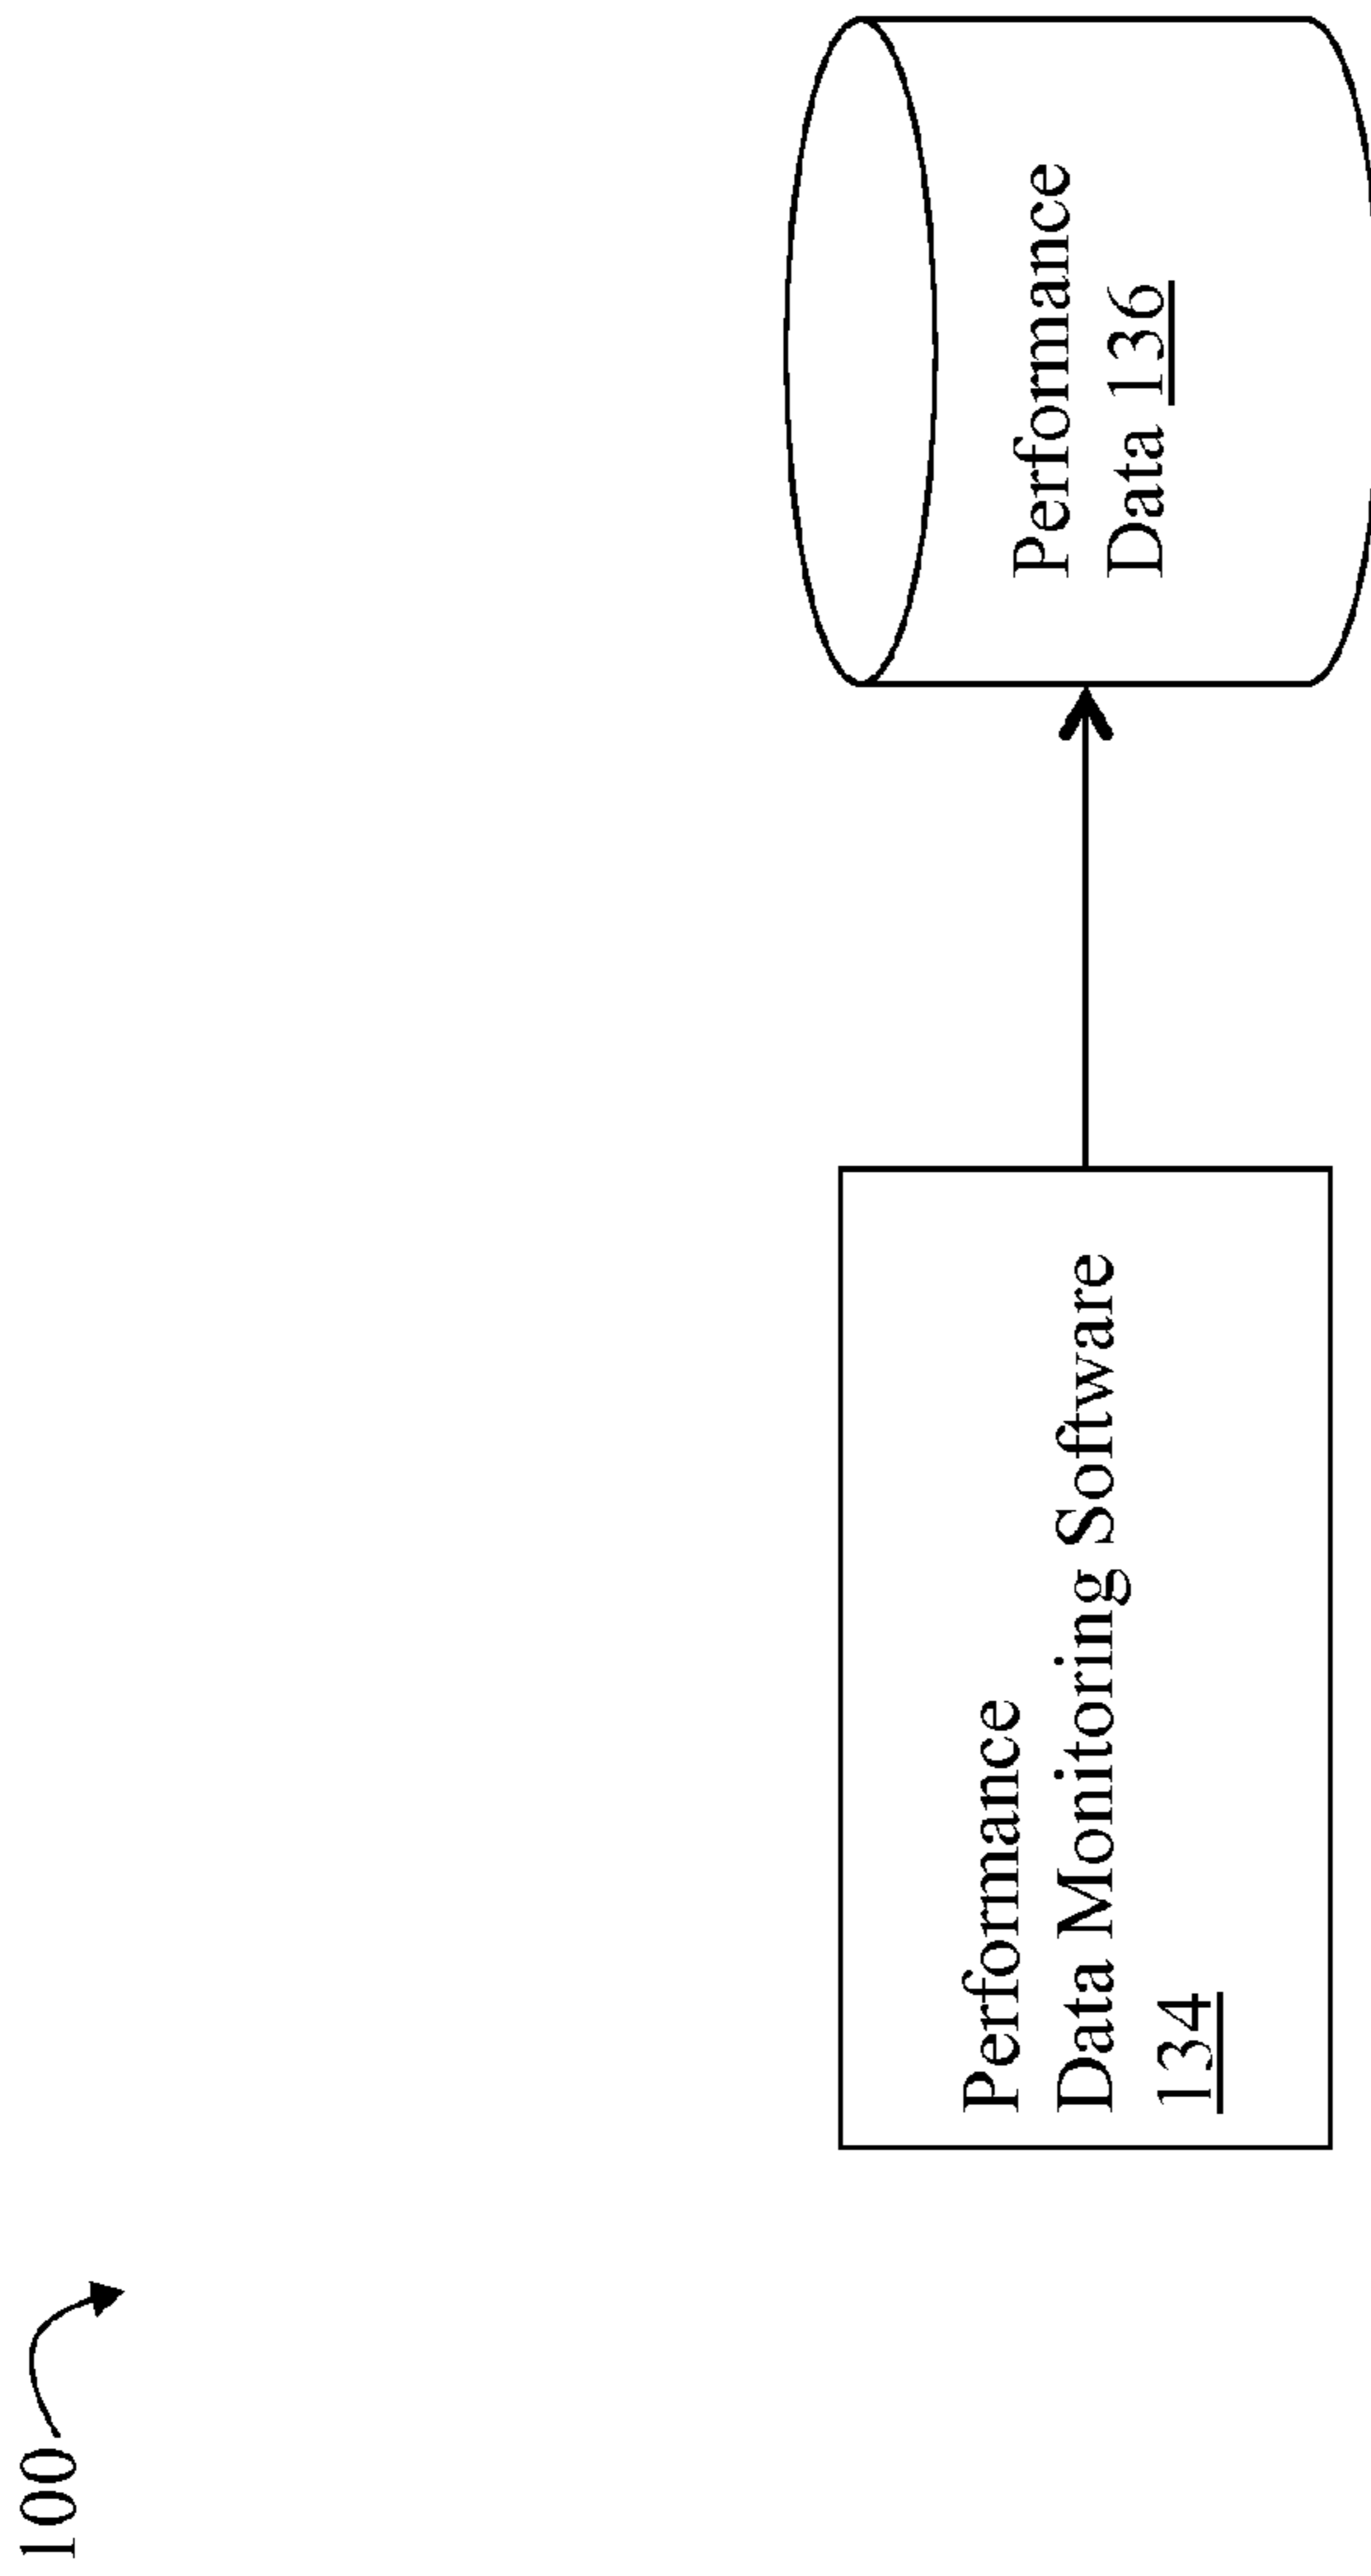 100
Performance
Data Monitoring Software
134
Performance
Data 136